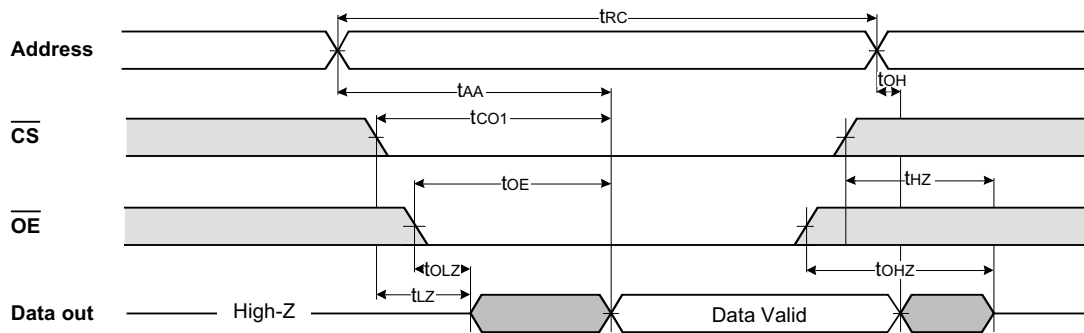 tRC
Address
tOH
tAA
tCO1
CS
tHZ
tOE
OE
tOLZ
tOHZ
tLZ
Data out
High-Z
Data Valid